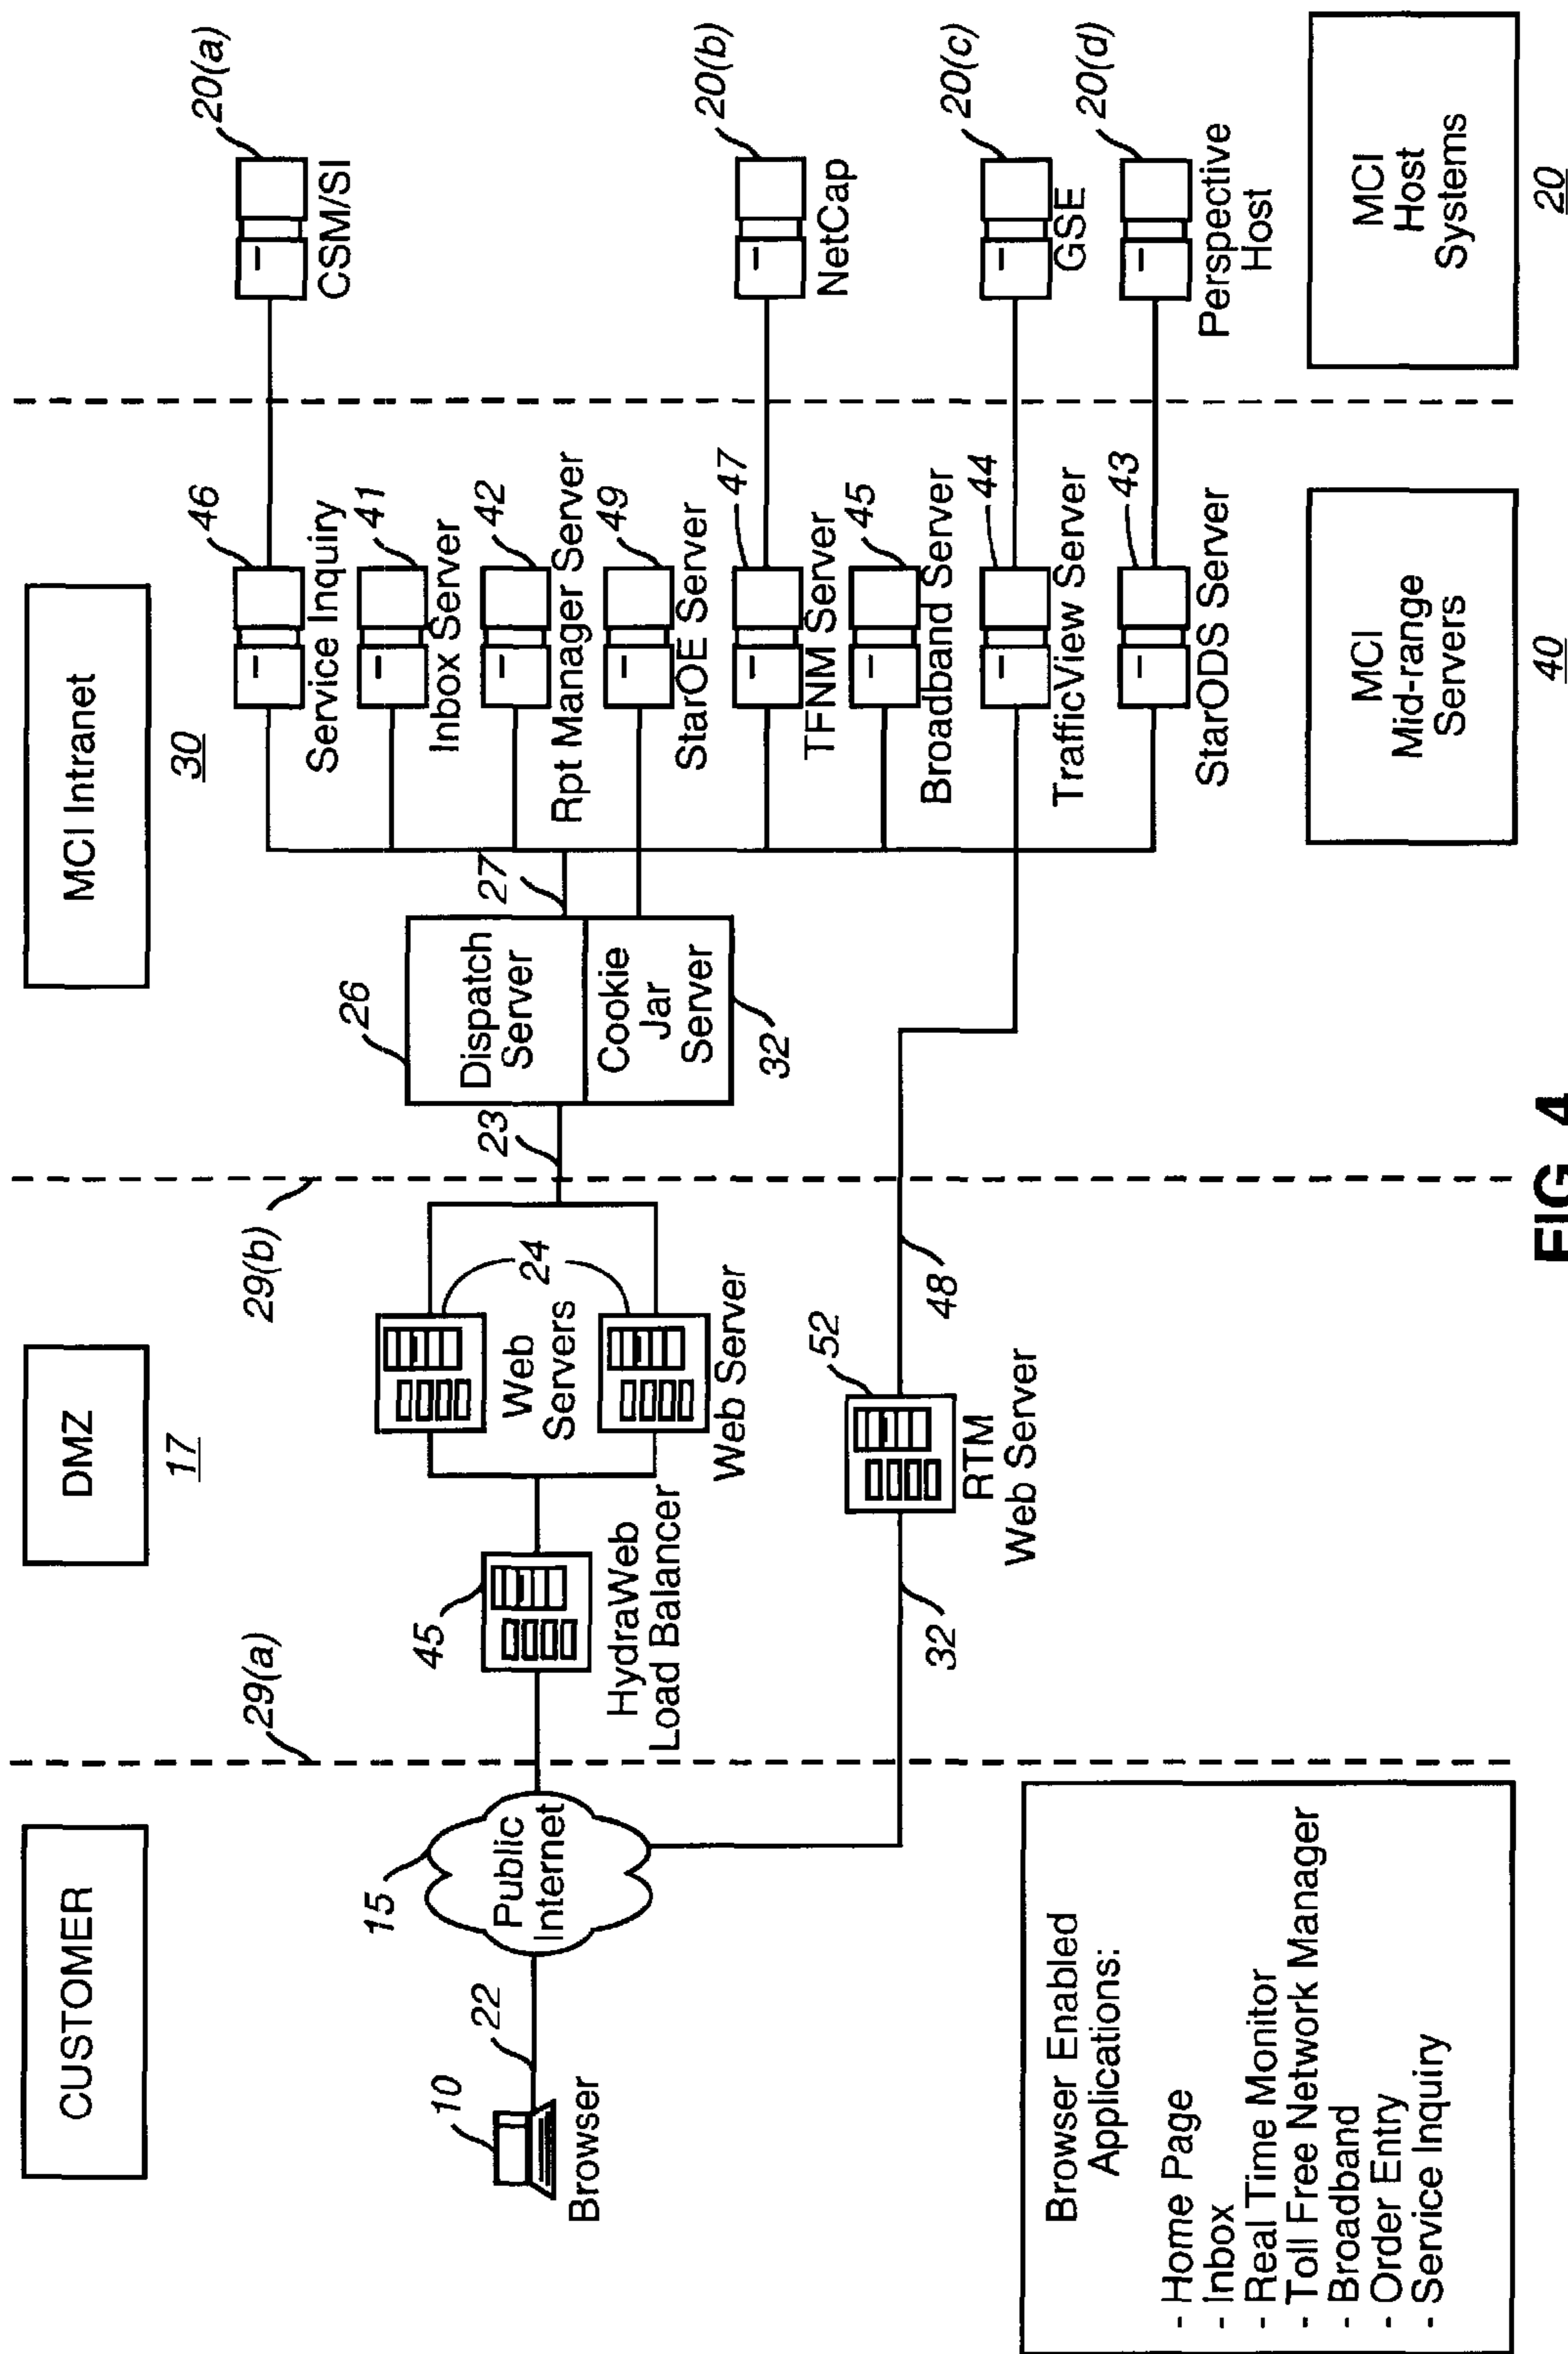 CUSTOMER
DMZ
17
MCI Intranet
30
29(a)
29(b)
10
Browser
22
15
Public
Internet
45
HydraWeb
Load Balancer
24
Web
Servers
Web Server
52
RTM
Web Server
32
48
23
26
Dispatch
Server
Cookie
Jar
Server
32
27
46
Service Inquiry
41
Inbox Server
42
Rpt Manager Server
49
StarOE Server
47
TFNM Server
45
Broadband Server
44
TrafficView Server
43
StarODS Server
20(a)
CSM/SI
20(b)
NetCap
20(c)
GSE
20(d)
Perspective
Host
Browser Enabled
Applications:
- Home Page
- Inbox
- Real Time Monitor
- Toll Free Network Manager
- Broadband
- Order Entry
- Service Inquiry
MCI
Mid-range
Servers
40
MCI
Host
Systems
20
FIG. 4